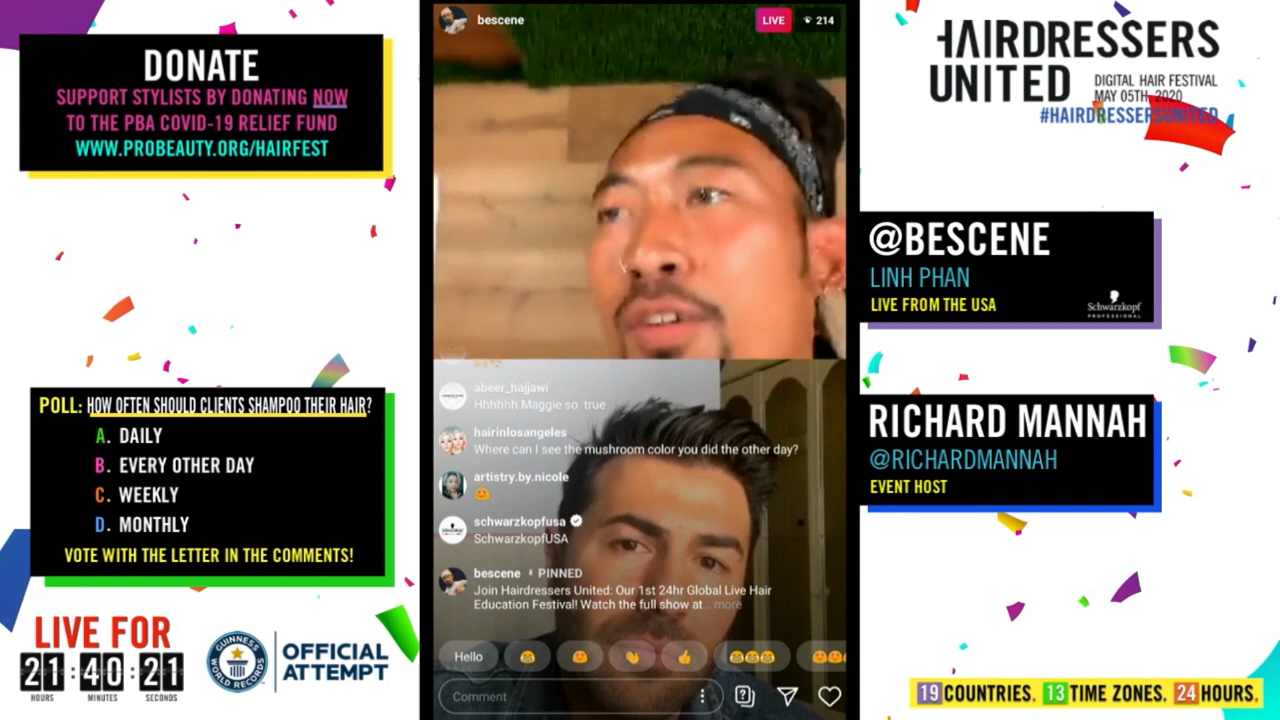 DONATE
SUPPORT STYLISTS BY DONATING NOW
TO THE PBA COVID-19 RELIEF FUND
WWW.PROBEAUTY.ORG/HAIRFEST
POLL: HOW OFTEN SHOULD CLIENTS SHAMPOO THEIR HAIR?
A. DAILY
B. EVERY OTHER DAY
C. WEEKLY
D. MONTHLY
VOTE WITH THE LETTER IN THE COMMENTS!
LIVE FOR
21:40:21
HOURS MINUTES SECONDS
GUINNESS WORLD RECORDS
OFFICIAL
ATTEMPT
bescene
LIVE 214
abeer_hajjawi
Hhhhhh Maggie so true
hairinlosangeles
Where can I see the mushroom color you did the other day?
artistry.by.nicole
schwarzkopfusa
SchwarzkopfUSA
bescene PINNED
Join Hairdressers United: Our 1st 24hr Global Live Hair
Education Festival! Watch the full show at... more
Hello
Comment
HAIRDRESSERS
UNITED
DIGITAL HAIR FESTIVAL
MAY 05TH, 2020
#HAIRDRESSERSUNITED
@BESCENE
LINH PHAN
LIVE FROM THE USA
Schwarzkopf
PROFESSIONAL
RICHARD MANNAH
@RICHARDMANNAH
EVENT HOST
19 COUNTRIES. 13 TIME ZONES. 24 HOURS.